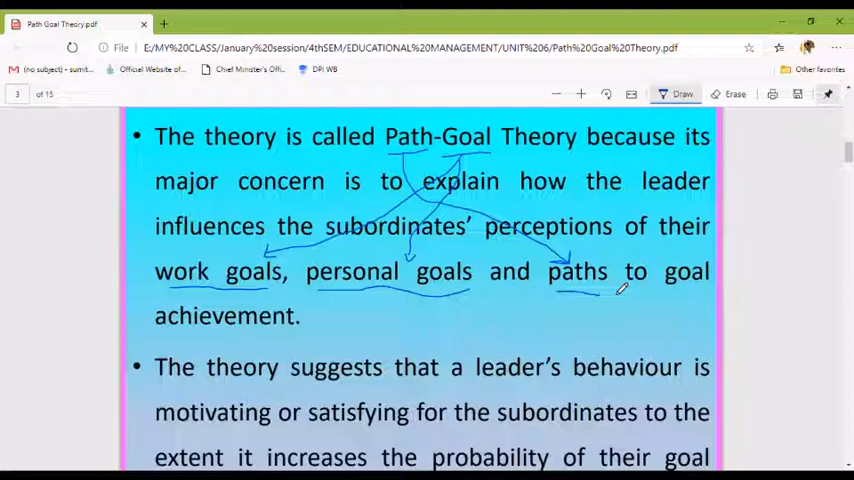 Path Goal Theory.pdf
File E:/MY%20CLASS/January%20session/4thSEM/EDUCATIONAL%20MANAGEMENT/UNIT%206/Path%20Goal%20Theory.pdf
(no subject) - sumit... Official Website of... Chief Minster's Offic... DPI WB Other favorites
3 of 15 Draw Erase
• The theory is called Path-Goal Theory because its
major concern is to explain how the leader
influences the subordinates’ perceptions of their
work goals, personal goals and paths to goal
achievement.
• The theory suggests that a leader’s behaviour is
motivating or satisfying for the subordinates to the
extent it increases the probability of their goal